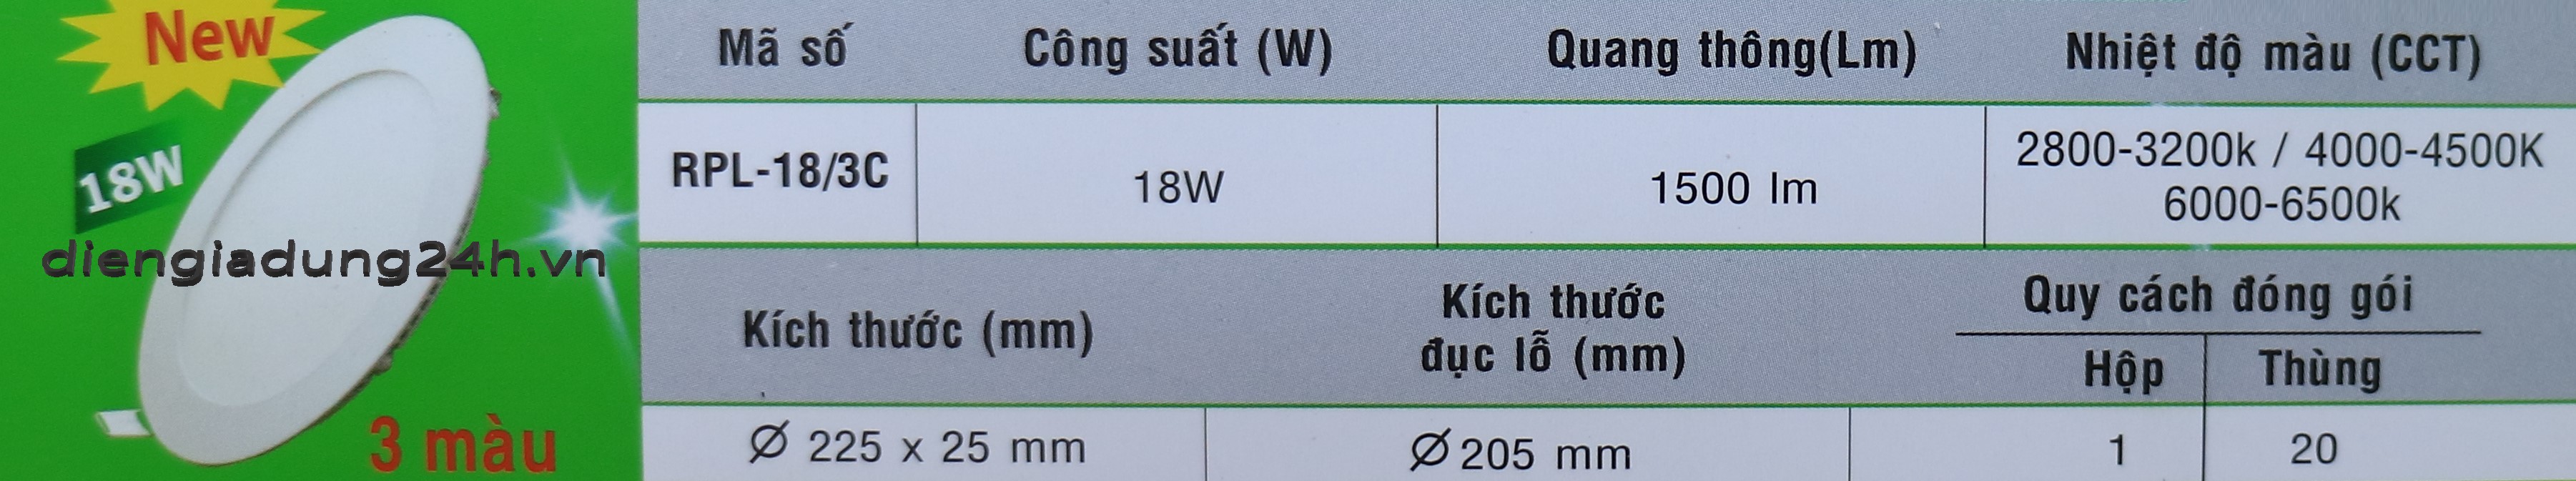 New
18W
diengiadung24h.vn
3 màu
Mã số Công suất (W) Quang thông(Lm) Nhiệt độ màu (CCT)
RPL-18/3C 18W 1500 lm 2800-3200k / 4000-4500K
6000-6500k
Kích thước (mm) Kích thước Quy cách đóng gói
đục lỗ (mm) Hộp Thùng
Ø 225 x 25 mm Ø 205 mm 1 20